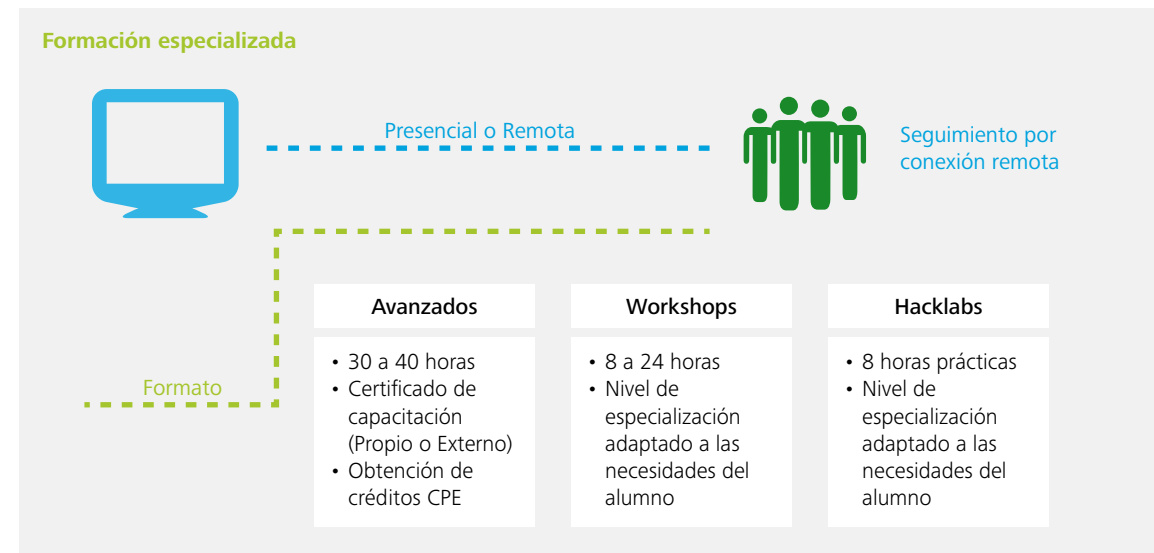 Formación especializada
Presencial o Remota
Seguimiento por
conexión remota
Formato
Avanzados
• 30 a 40 horas
• Certificado de
capacitación
(Propio o Externo)
• Obtención de
créditos CPE
Workshops
• 8 a 24 horas
• Nivel de
especialización
adaptado a las
necesidades del
alumno
Hacklabs
• 8 horas prácticas
• Nivel de
especialización
adaptado a las
necesidades del
alumno